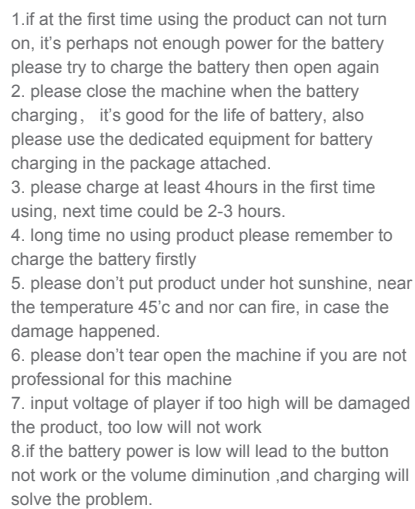 1.if at the first time using the product can not turn
on, it's perhaps not enough power for the battery
please try to charge the battery then open again
2. please close the machine when the battery
charging， it's good for the life of battery, also
please use the dedicated equipment for battery
charging in the package attached.
3. please charge at least 4hours in the first time
using, next time could be 2-3 hours.
4. long time no using product please remember to
charge the battery firstly
5. please don't put product under hot sunshine, near
the temperature 45'c and nor can fire, in case the
damage happened.
6. please don't tear open the machine if you are not
professional for this machine
7. input voltage of player if too high will be damaged
the product, too low will not work
8.if the battery power is low will lead to the button
not work or the volume diminution ,and charging will
solve the problem.